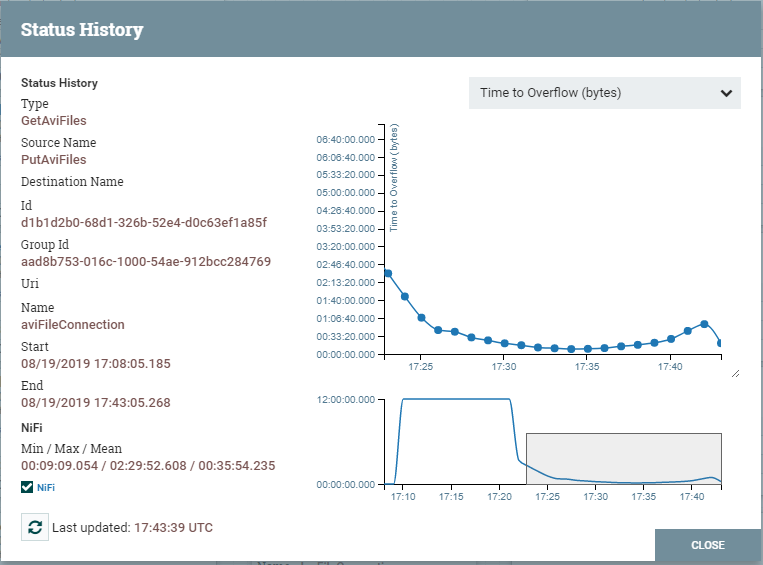 Status History
Status History
Type
GetAviFiles
Source Name
PutAviFiles
Destination Name
Id
d1b1d2b0-68d1-326b-52e4-d0c63ef1a85f
Group Id
aad8b753-016c-1000-54ae-912bcc284769
Uri
Name
aviFileConnection
Start
08/19/2019 17:08:05.185
End
08/19/2019 17:43:05.268
NiFi
Min / Max / Mean
00:09:09.054 / 02:29:52.608 / 00:35:54.235
NiFi
Last updated: 17:43:39 UTC
Time to Overflow (bytes)
Time to Overflow (bytes)
06:40:00.000
06:06:40.000
05:33:20.000
05:00:00.000
04:26:40.000
03:53:20.000
03:20:00.000
02:46:40.000
02:13:20.000
01:40:00.000
01:06:40.000
00:33:20.000
00:00:00.000
17:25 17:30 17:35 17:40
12:00:00.000
00:00:00.000
17:10 17:15 17:20 17:25 17:30 17:35 17:40
CLOSE